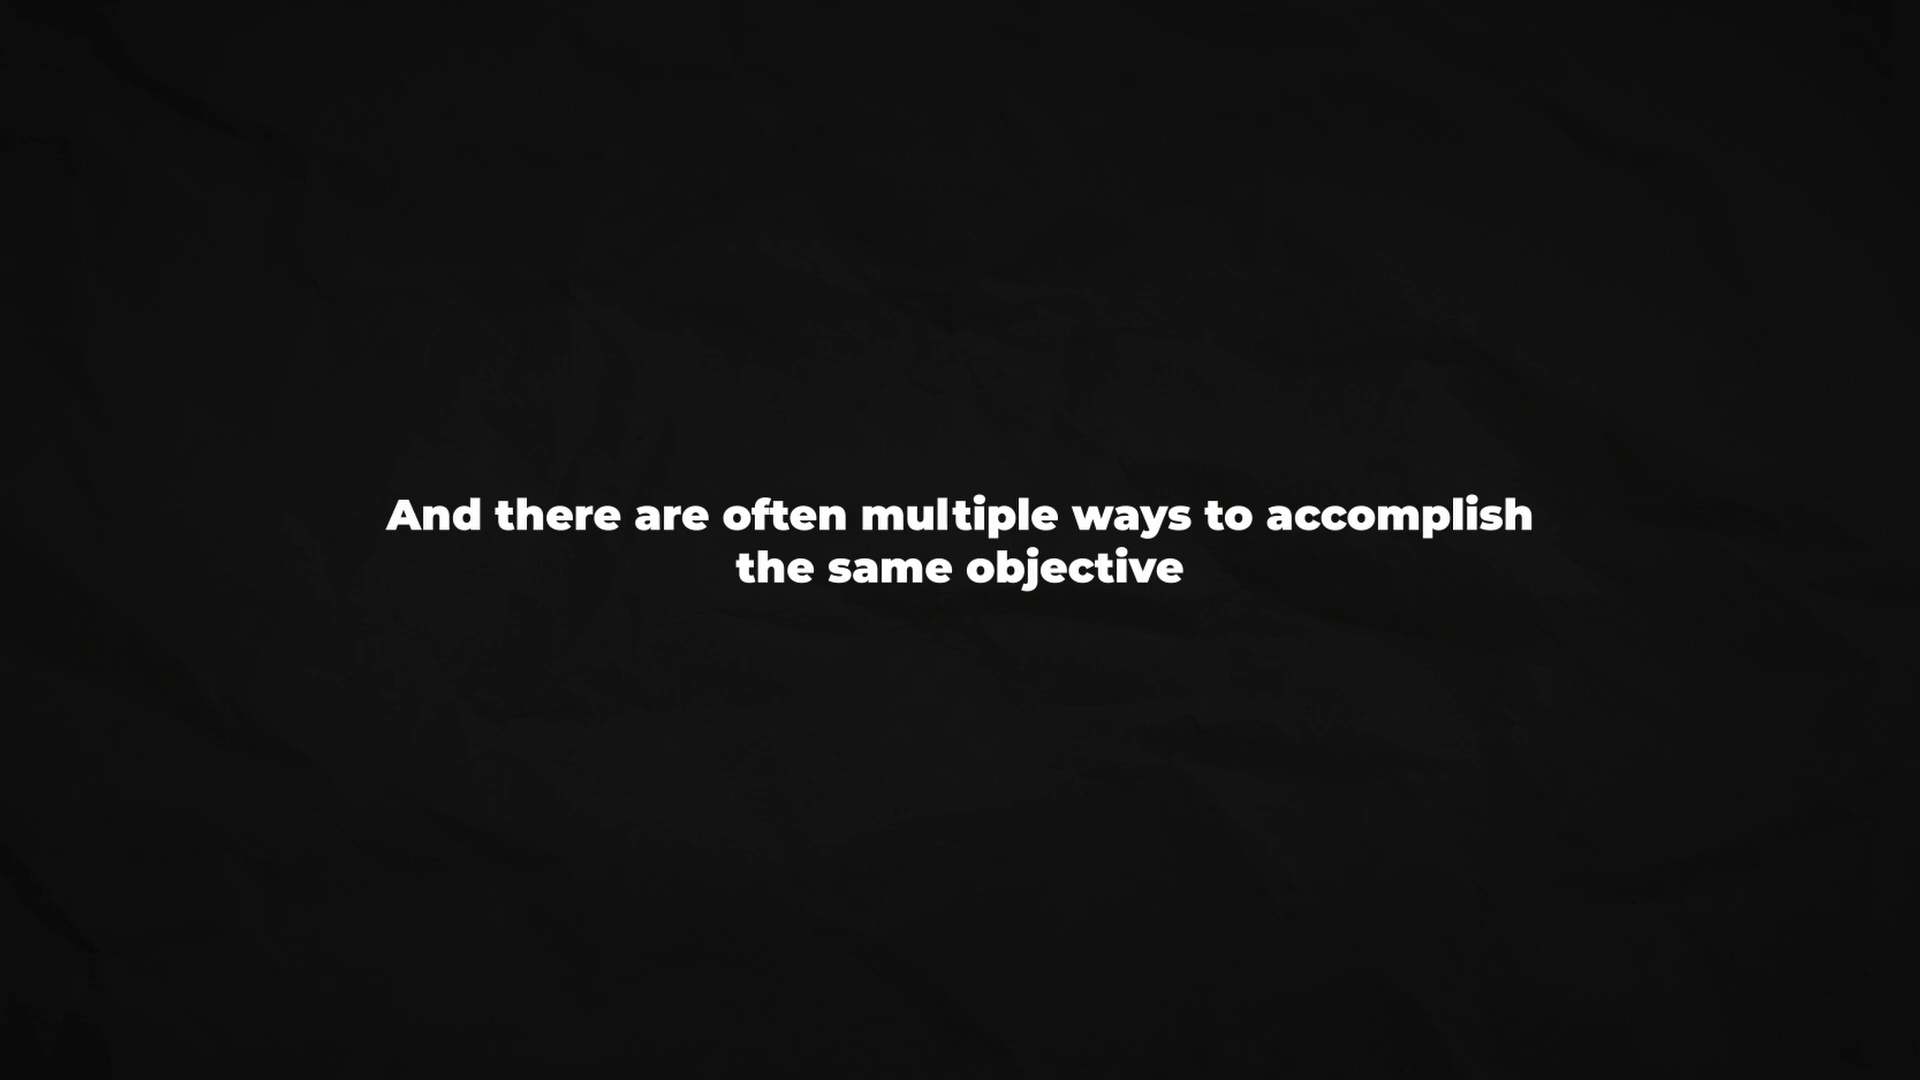 And there are often multiple ways to accomplish
the same objective